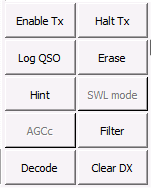 Enable Tx Halt Tx
Log QSO Erase
Hint SWL mode
AGCc Filter
Decode Clear DX